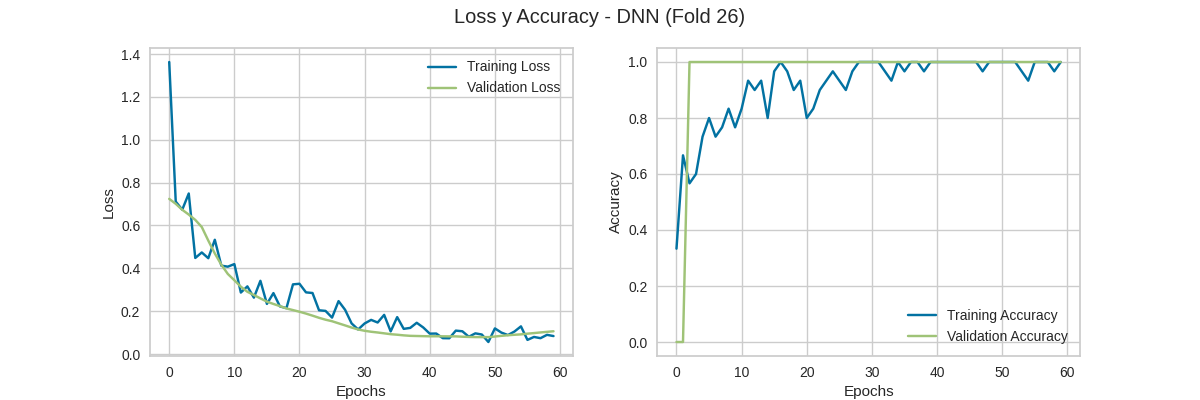 Loss y Accuracy - DNN (Fold 26)
1.4
1.2
1.0
0.8
0.6
0.4
0.2
0.0
Loss
0 10 20 30 40 50 60
Epochs
Training Loss
Validation Loss
1.0
0.8
0.6
0.4
0.2
0.0
Accuracy
0 10 20 30 40 50 60
Epochs
Training Accuracy
Validation Accuracy